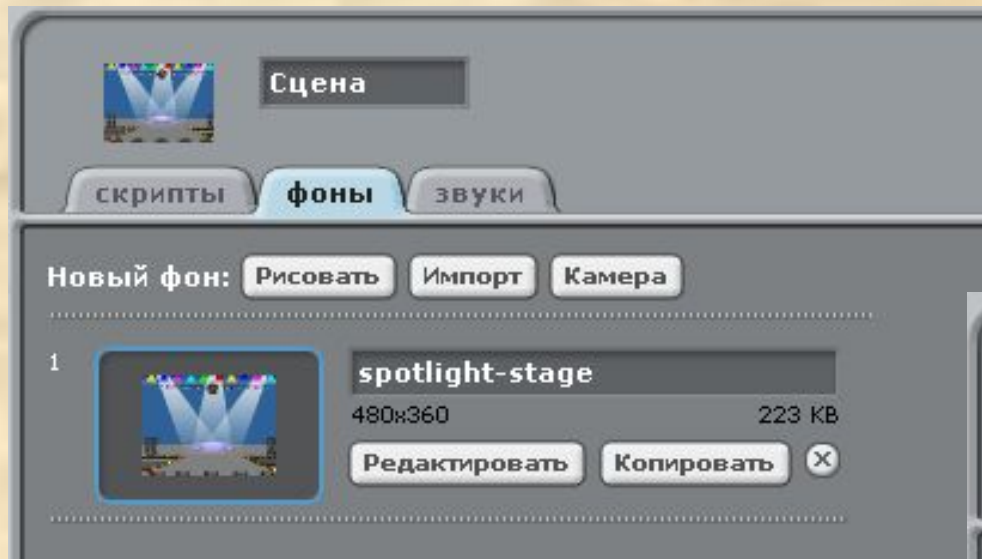 Сцена
скрипты фоны звуки
Новый фон: Рисовать Импорт Камера
1 spotlight-stage
480x360 223 KB
Редактировать Копировать